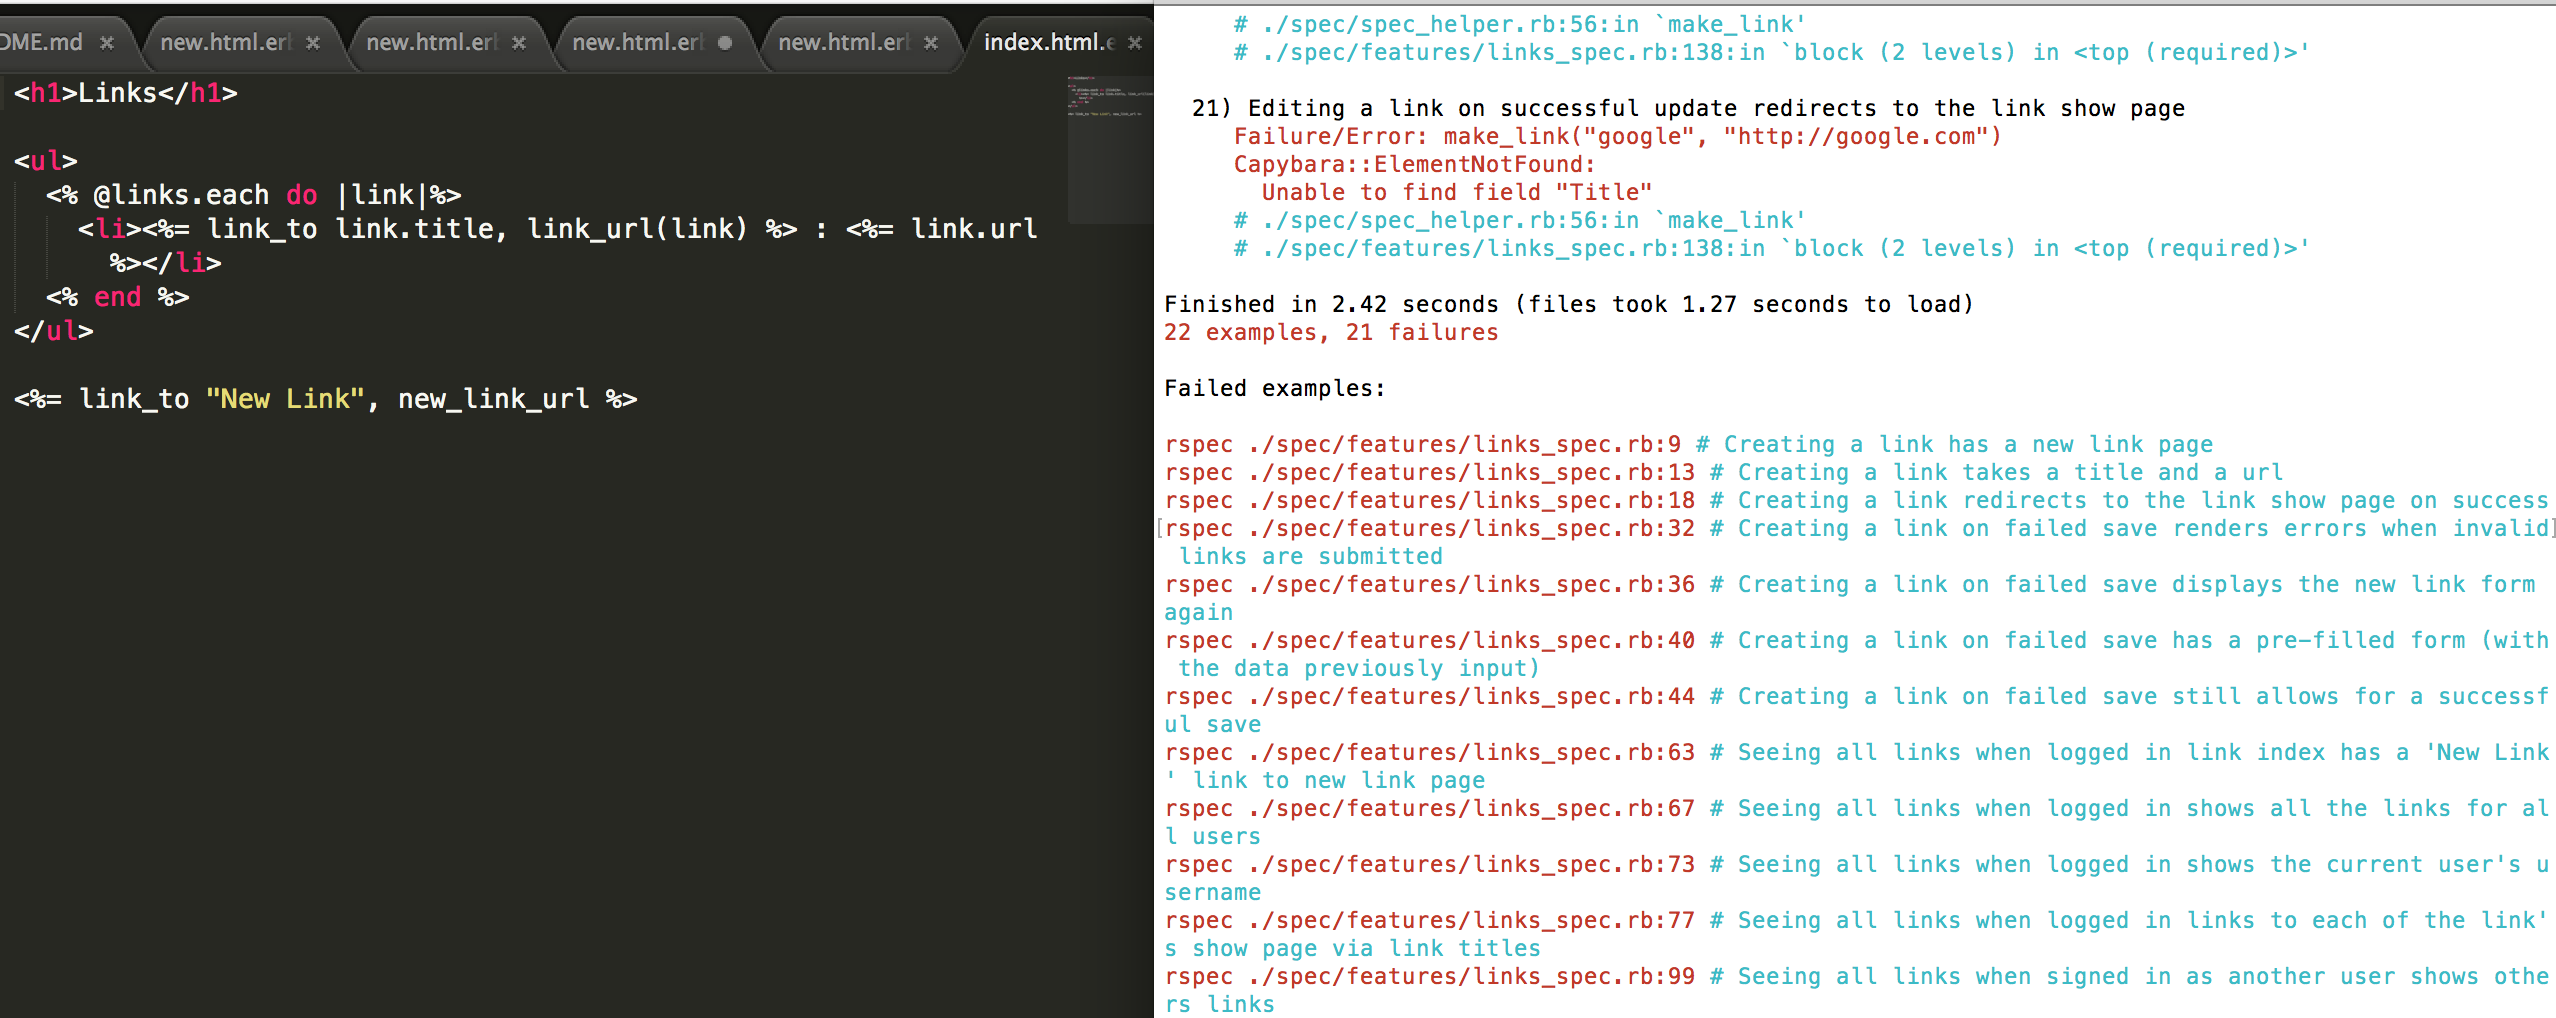 DME.md × new.html.er × new.html.er × new.html.er new.html.er × index.html.e ×
<h1>Links</h1>
<ul>
<% @links.each do |link|%>
<li><%= link_to link.title, link_url(link) %> : <%= link.url
%></li>
<% end %>
</ul>
<%= link_to "New Link", new_link_url %>
# ./spec/spec_helper.rb:56:in `make_link'
# ./spec/features/links_spec.rb:138:in `block (2 levels) in <top (required)>'
21) Editing a link on successful update redirects to the link show page
Failure/Error: make_link("google", "http://google.com")
Capybara::ElementNotFound:
Unable to find field "Title"
# ./spec/spec_helper.rb:56:in `make_link'
# ./spec/features/links_spec.rb:138:in `block (2 levels) in <top (required)>'
Finished in 2.42 seconds (files took 1.27 seconds to load)
22 examples, 21 failures
Failed examples:
rspec ./spec/features/links_spec.rb:9 # Creating a link has a new link page
rspec ./spec/features/links_spec.rb:13 # Creating a link takes a title and a url
rspec ./spec/features/links_spec.rb:18 # Creating a link redirects to the link show page on success
[rspec ./spec/features/links_spec.rb:32 # Creating a link on failed save renders errors when invalid]
links are submitted
rspec ./spec/features/links_spec.rb:36 # Creating a link on failed save displays the new link form
again
rspec ./spec/features/links_spec.rb:40 # Creating a link on failed save has a pre-filled form (with
the data previously input)
rspec ./spec/features/links_spec.rb:44 # Creating a link on failed save still allows for a successf
ul save
rspec ./spec/features/links_spec.rb:63 # Seeing all links when logged in link index has a 'New Link
' link to new link page
rspec ./spec/features/links_spec.rb:67 # Seeing all links when logged in shows all the links for al
l users
rspec ./spec/features/links_spec.rb:73 # Seeing all links when logged in shows the current user's u
sername
rspec ./spec/features/links_spec.rb:77 # Seeing all links when logged in links to each of the link'
s show page via link titles
rspec ./spec/features/links_spec.rb:99 # Seeing all links when signed in as another user shows othe
rs links